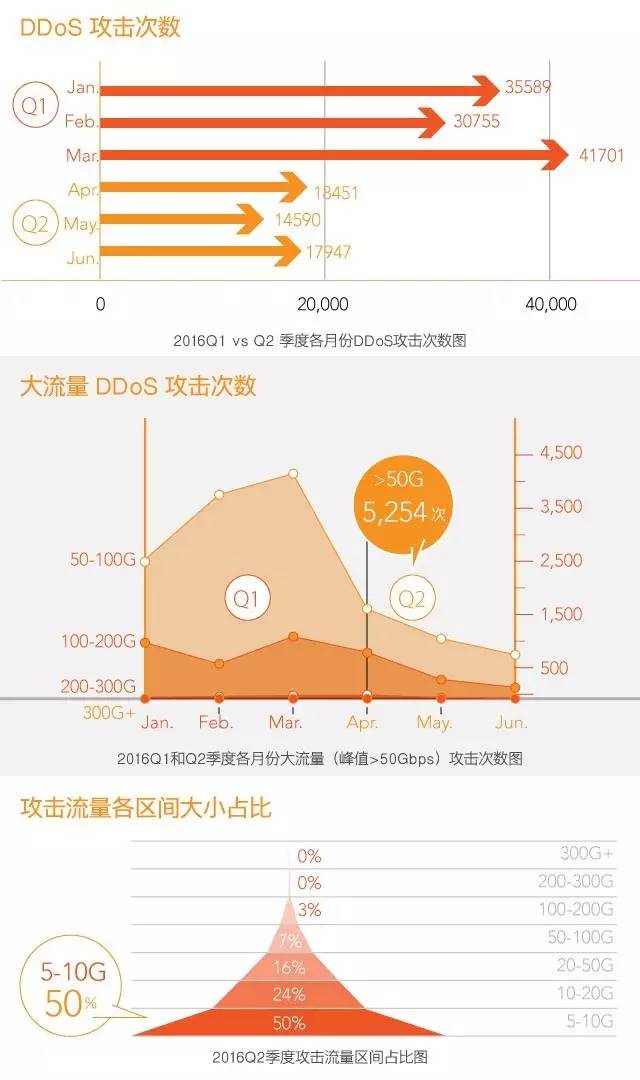 DDoS 攻击次数
Q1
Jan. 35589
Feb. 30755
Mar. 41701
Q2
Apr. 18451
May. 14590
Jun. 17947
0 20,000 40,000
2016Q1 vs Q2 季度各月份DDoS攻击次数图
大流量 DDoS 攻击次数
4,500
>50G
3,500
5,254 次
50-100G 2,500
Q1 Q2
1,500
100-200G
500
200-300G
300G+
Jan. Feb. Mar. Apr. May. Jun.
2016Q1和Q2季度各月份大流量（峰值>50Gbps）攻击次数图
攻击流量各区间大小占比
0% 300G+
0% 200-300G
3% 100-200G
7% 50-100G
16% 20-50G
24% 10-20G
50% 5-10G
5-10G
50%
2016Q2季度攻击流量区间占比图